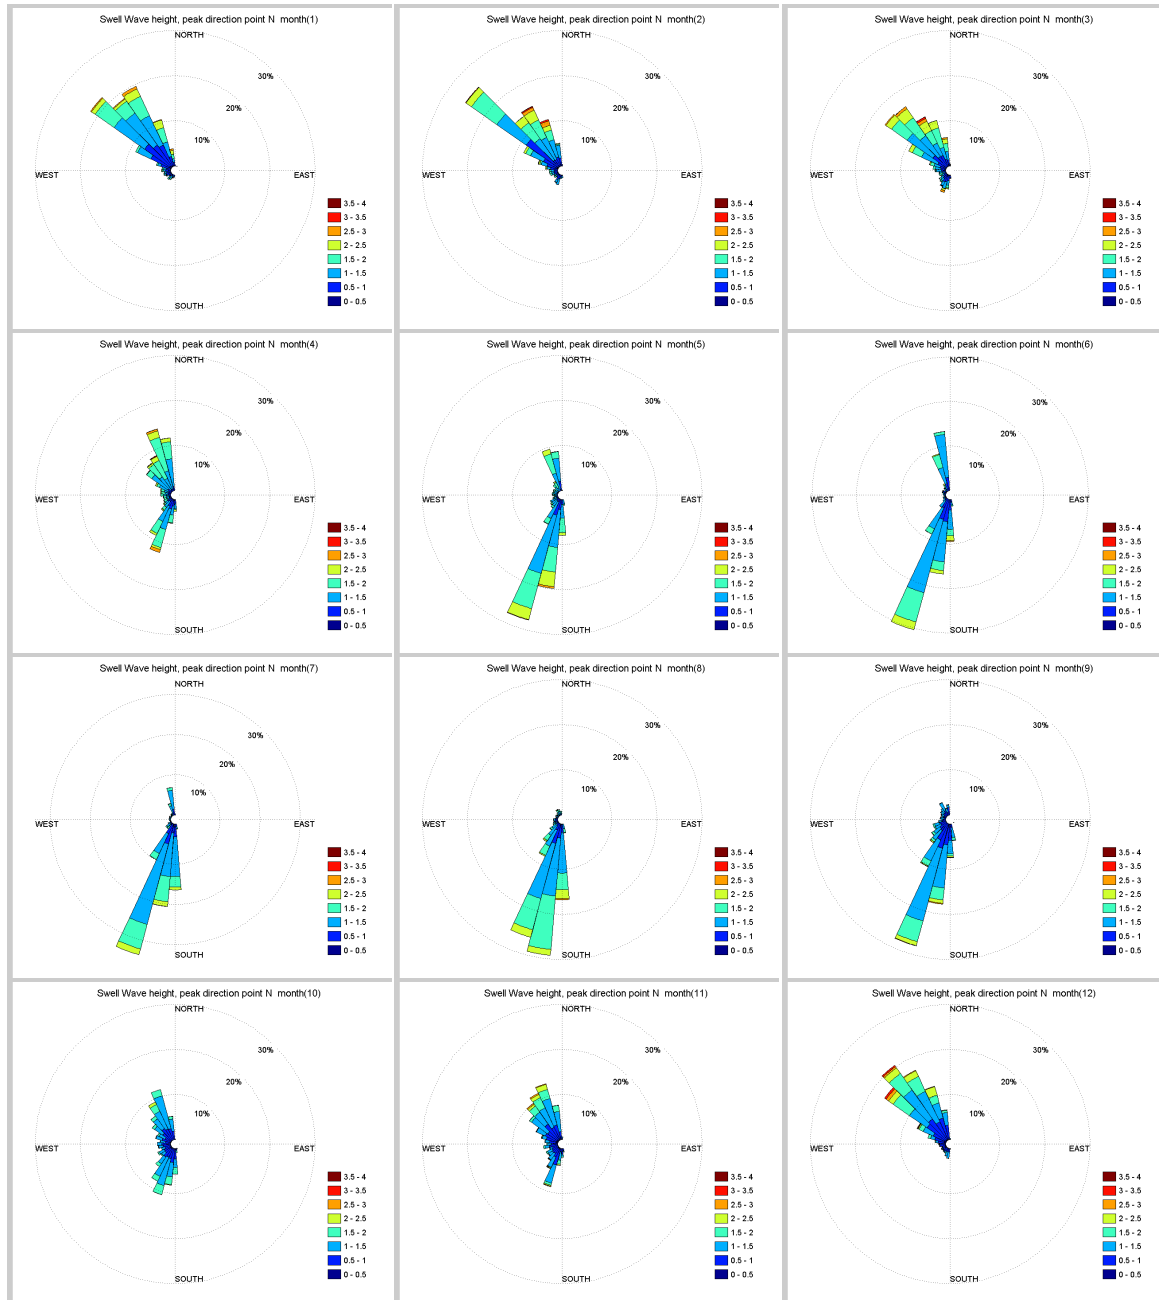 Swell Wave height, peak direction point N  month(1)
NORTH
30%
20%
10%
WEST
EAST
3.5 - 4
3 - 3.5
2.5 - 3
2 - 2.5
1.5 - 2
1 - 1.5
0.5 - 1
0 - 0.5
SOUTH
Swell Wave height, peak direction point N  month(2)
NORTH
30%
20%
10%
WEST
EAST
3.5 - 4
3 - 3.5
2.5 - 3
2 - 2.5
1.5 - 2
1 - 1.5
0.5 - 1
0 - 0.5
SOUTH
Swell Wave height, peak direction point N  month(3)
NORTH
30%
20%
10%
WEST
EAST
3.5 - 4
3 - 3.5
2.5 - 3
2 - 2.5
1.5 - 2
1 - 1.5
0.5 - 1
0 - 0.5
SOUTH
Swell Wave height, peak direction point N  month(4)
NORTH
30%
20%
10%
WEST
EAST
3.5 - 4
3 - 3.5
2.5 - 3
2 - 2.5
1.5 - 2
1 - 1.5
0.5 - 1
0 - 0.5
SOUTH
Swell Wave height, peak direction point N  month(5)
NORTH
30%
20%
10%
WEST
EAST
3.5 - 4
3 - 3.5
2.5 - 3
2 - 2.5
1.5 - 2
1 - 1.5
0.5 - 1
0 - 0.5
SOUTH
Swell Wave height, peak direction point N  month(6)
NORTH
30%
20%
10%
WEST
EAST
3.5 - 4
3 - 3.5
2.5 - 3
2 - 2.5
1.5 - 2
1 - 1.5
0.5 - 1
0 - 0.5
SOUTH
Swell Wave height, peak direction point N  month(7)
NORTH
30%
20%
10%
WEST
EAST
3.5 - 4
3 - 3.5
2.5 - 3
2 - 2.5
1.5 - 2
1 - 1.5
0.5 - 1
0 - 0.5
SOUTH
Swell Wave height, peak direction point N  month(8)
NORTH
30%
20%
10%
WEST
EAST
3.5 - 4
3 - 3.5
2.5 - 3
2 - 2.5
1.5 - 2
1 - 1.5
0.5 - 1
0 - 0.5
SOUTH
Swell Wave height, peak direction point N  month(9)
NORTH
30%
20%
10%
WEST
EAST
3.5 - 4
3 - 3.5
2.5 - 3
2 - 2.5
1.5 - 2
1 - 1.5
0.5 - 1
0 - 0.5
SOUTH
Swell Wave height, peak direction point N  month(10)
NORTH
30%
20%
10%
WEST
EAST
3.5 - 4
3 - 3.5
2.5 - 3
2 - 2.5
1.5 - 2
1 - 1.5
0.5 - 1
0 - 0.5
SOUTH
Swell Wave height, peak direction point N  month(11)
NORTH
30%
20%
10%
WEST
EAST
3.5 - 4
3 - 3.5
2.5 - 3
2 - 2.5
1.5 - 2
1 - 1.5
0.5 - 1
0 - 0.5
SOUTH
Swell Wave height, peak direction point N  month(12)
NORTH
30%
20%
10%
WEST
EAST
3.5 - 4
3 - 3.5
2.5 - 3
2 - 2.5
1.5 - 2
1 - 1.5
0.5 - 1
0 - 0.5
SOUTH